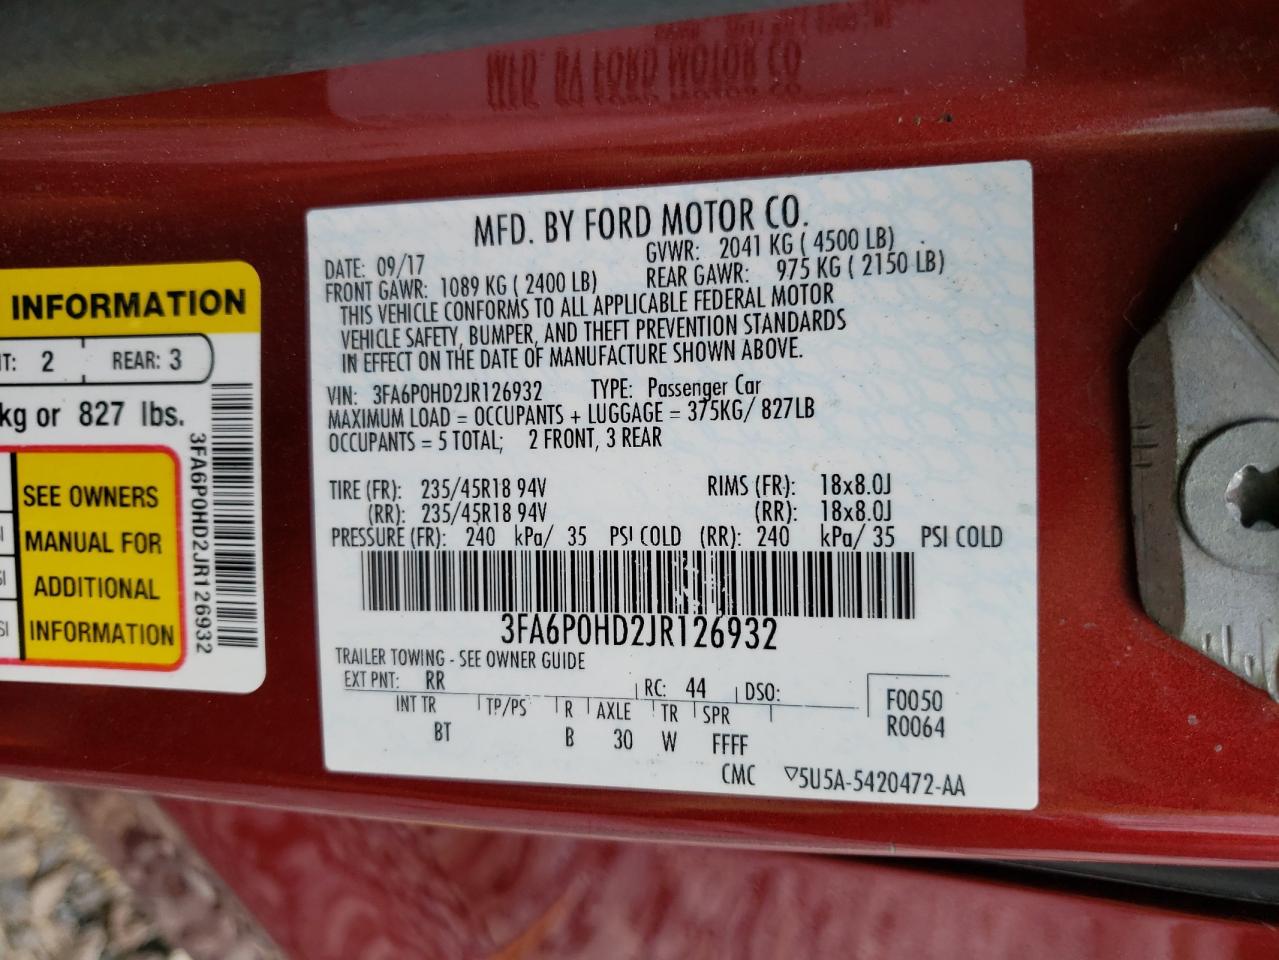 MFD. BY FORD MOTOR CO
MFD. BY FORD MOTOR CO.
DATE: 09/17 GVWR: 2041 KG ( 4500 LB)
FRONT GAWR: 1089 KG ( 2400 LB) REAR GAWR: 975 KG ( 2150 LB)
THIS VEHICLE CONFORMS TO ALL APPLICABLE FEDERAL MOTOR
VEHICLE SAFETY, BUMPER, AND THEFT PREVENTION STANDARDS
IN EFFECT ON THE DATE OF MANUFACTURE SHOWN ABOVE.
VIN: 3FA6P0HD2JR126932 TYPE: Passenger Car
MAXIMUM LOAD = OCCUPANTS + LUGGAGE = 375KG/ 827LB
OCCUPANTS = 5 TOTAL; 2 FRONT, 3 REAR
TIRE (FR): 235/45R18 94V RIMS (FR): 18x8.0J
(RR): 235/45R18 94V (RR): 18x8.0J
PRESSURE (FR): 240 kPa/ 35 PSI COLD (RR): 240 kPa/ 35 PSI COLD
3FA6P0HD2JR126932
TRAILER TOWING - SEE OWNER GUIDE
EXT PNT: RR RC: 44 DSO: F0050
INT TR TP/PS R AXLE TR SPR R0064
BT B 30 W FFFF
CMC ▽5U5A-5420472-AA
INFORMATION
NT: 2 REAR: 3
kg or 827 lbs.
SEE OWNERS
MANUAL FOR
ADDITIONAL
INFORMATION
3FA6P0HD2JR126932